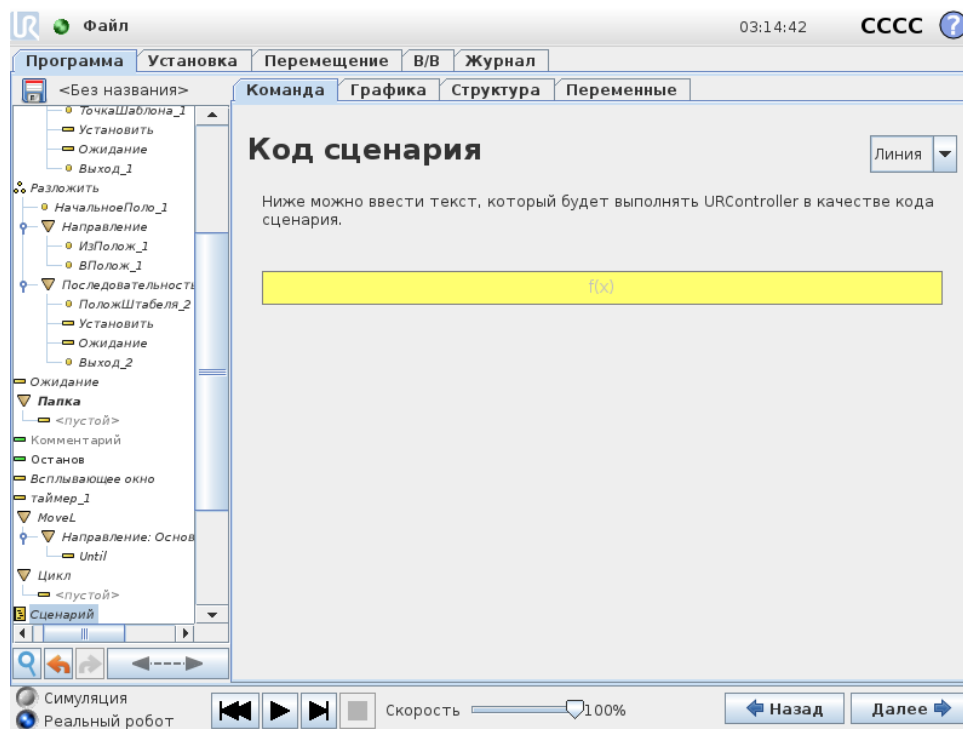 UR Файл 03:14:42 CCCC ?
Программа Установка Перемещение В/В Журнал
<Без названия> Команда Графика Структура Переменные
ТочкаШаблона_1
Установить
Ожидание
Выход_1
Разложить
НачальноеПоло_1
Направление
ИзПолож_1
ВПолож_1
Последовательность
ПоложШтабеля_2
Установить
Ожидание
Выход_2
Ожидание
Папка
<пустой>
Комментарий
Останов
Всплывающее окно
таймер_1
MoveL
Направление: Основ
Until
Цикл
<пустой>
Сценарий
Код сценария
Линия
Ниже можно ввести текст, который будет выполнять URController в качестве кода
сценария.
f(x)
Симуляция
Реальный робот
Скорость 100%
Назад Далее